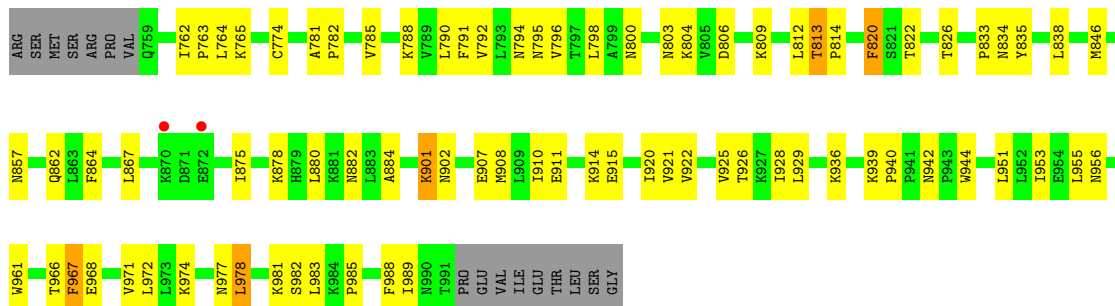 ARG SER MET SER ARG PRO VAL Q759 I762 P763 L764 K765 C774 A781 P782 V785 K788 V789 L790 F791 V792 L793 N794 N795 V796 T797 L798 A799 N800 N803 K804 V805 D806 K809 L812 T813 P814 F820 S821 T822 T826 P833 N834 Y835 L838 M846
N857 Q862 L863 F864 L867 K870 D871 E872 I875 K878 H879 L880 K881 N882 L883 A884 K901 N902 E907 M908 L909 I910 E911 K914 E915 I920 V921 V922 V925 T926 K927 I928 L929 K936 K939 P940 P941 N942 P943 W944 L951 L952 I953 E954 L955 N956
W961 T966 F967 E968 V971 L972 L973 K974 N977 L978 K981 S982 L983 K984 P985 F988 I989 N990 T991 PRO GLU VAL ILE GLU THR LEU SER GLY